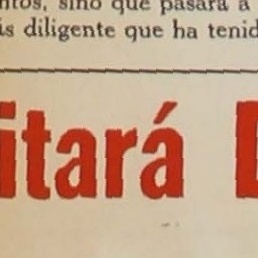 ntos, sino que pasará a
is diligente que ha tenid
itará